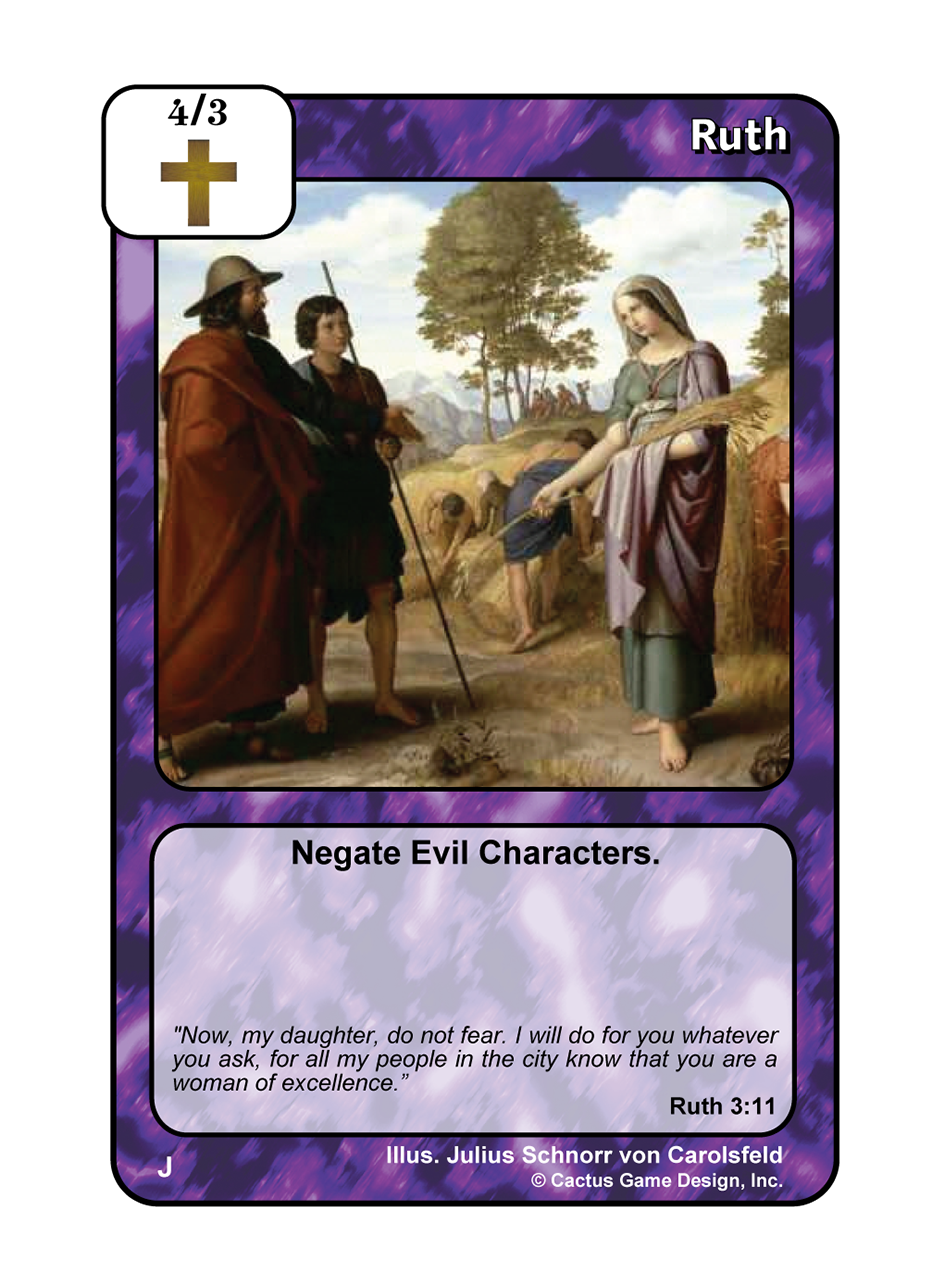 4/3
Ruth
Negate Evil Characters.
"Now, my daughter, do not fear. I will do for you whatever
you ask, for all my people in the city know that you are a
woman of excellence.”
Ruth 3:11
J
Illus. Julius Schnorr von Carolsfeld
© Cactus Game Design, Inc.